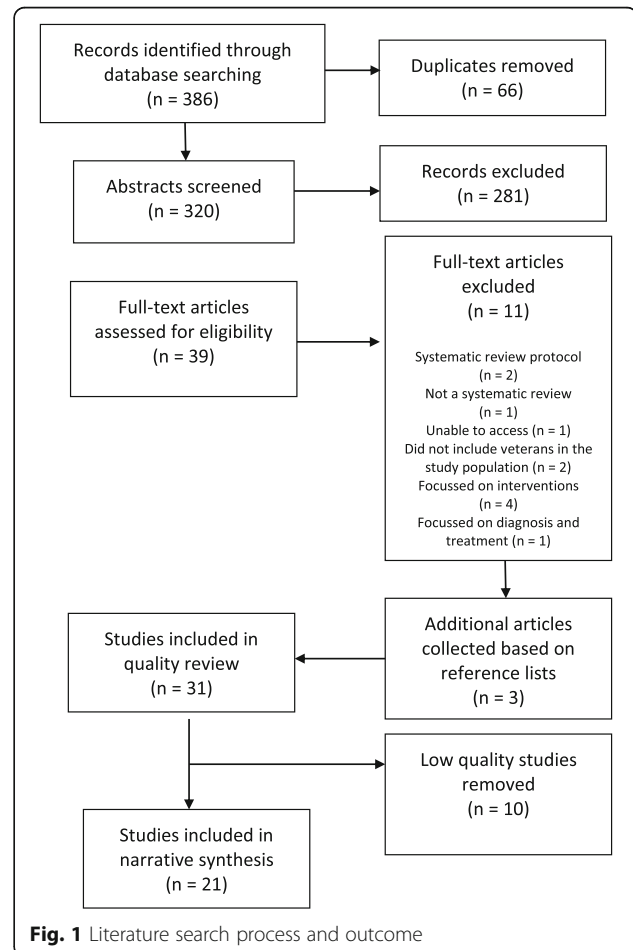 Records identified through
database searching
(n = 386)
Duplicates removed
(n = 66)
Abstracts screened
(n = 320)
Records excluded
(n = 281)
Full-text articles
assessed for eligibility
(n = 39)
Full-text articles
excluded
(n = 11)
Systematic review protocol
(n = 2)
Not a systematic review
(n = 1)
Unable to access (n = 1)
Did not include veterans in the
study population (n = 2)
Focussed on interventions
(n = 4)
Focussed on diagnosis and
treatment (n = 1)
Additional articles
collected based on
reference lists
(n = 3)
Studies included in
quality review
(n = 31)
Low quality studies
removed
(n = 10)
Studies included in
narrative synthesis
(n = 21)
Fig. 1 Literature search process and outcome